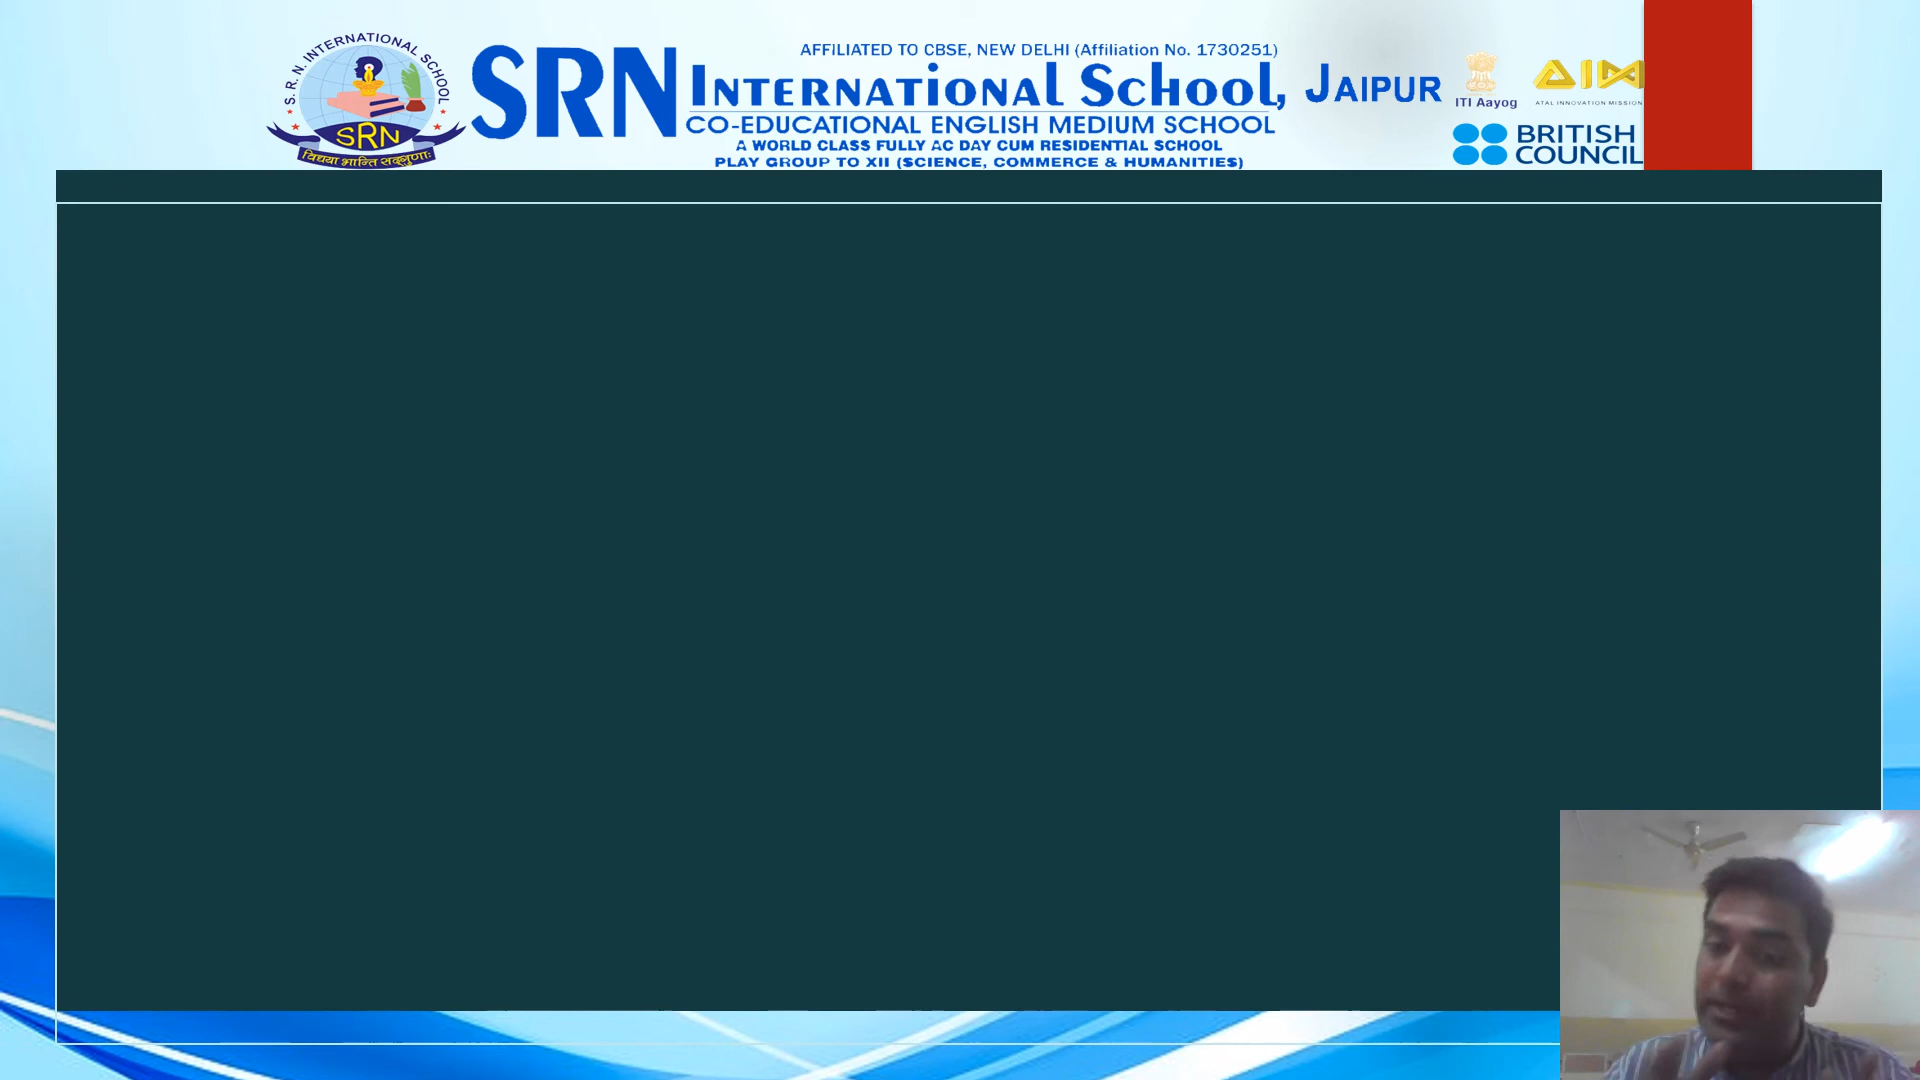 S. R. N. INTERNATIONAL SCHOOL
SRN
विद्यया भान्ति सद्गुणाः
AFFILIATED TO CBSE, NEW DELHI (Affiliation No. 1730251)
SRN INTERNATIONAL SCHOOL, JAIPUR
CO-EDUCATIONAL ENGLISH MEDIUM SCHOOL
A WORLD CLASS FULLY AC DAY CUM RESIDENTIAL SCHOOL
PLAY GROUP TO XII (SCIENCE, COMMERCE & HUMANITIES)
ITI Aayog
AIM
ATAL INNOVATION MISSION
BRITISH
COUNCIL